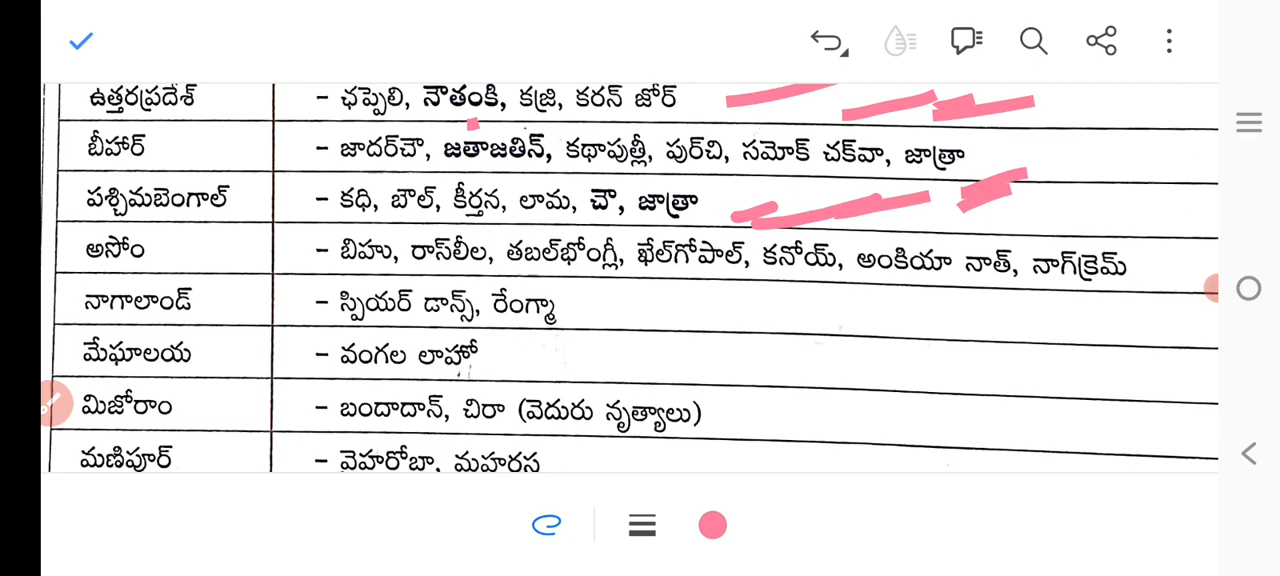 ఉత్తరప్రదేశ్ - ఛప్పెలి, నౌతంకి, కజ్రి, కరన్ జోర్
బీహార్ - జాదర్‌చౌ, జతాజతిన్, కథాపుత్లీ, పుర్చి, సమోక్ చక్‌వా, జాత్రా
పశ్చిమబెంగాల్ - కధి, బౌల్, కీర్తన, లామ, చౌ, జాత్రా
అసోం - బిహు, రాస్‌లీల, తబల్‌భోంగ్లీ, ఖేల్‌గోపాల్, కనోయ్, అంకియా నాత్, నాగ్‌క్రెమ్
నాగాలాండ్ - స్పియర్ డాన్స్, రేంగ్మా
మేఘాలయ - వంగల లాహో
మిజోరాం - బందాదాన్, చిరా (వెదురు నృత్యాలు)
మణిపూర్ - వైహరోబా, మహరస